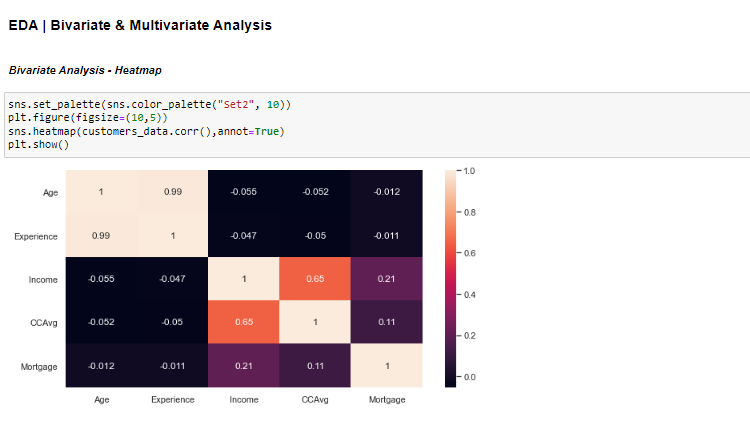 EDA | Bivariate & Multivariate Analysis
Bivariate Analysis - Heatmap
sns.set_palette(sns.color_palette("Set2", 10))
plt.figure(figsize=(10,5))
sns.heatmap(customers_data.corr(),annot=True)
plt.show()
Age 1 0.99 -0.055 -0.052 -0.012
Experience 0.99 1 -0.047 -0.05 -0.011
Income -0.055 -0.047 1 0.65 0.21
CCAvg -0.052 -0.05 0.65 1 0.11
Mortgage -0.012 -0.011 0.21 0.11 1
Age Experience Income CCAvg Mortgage
1.0
0.8
0.6
0.4
0.2
0.0